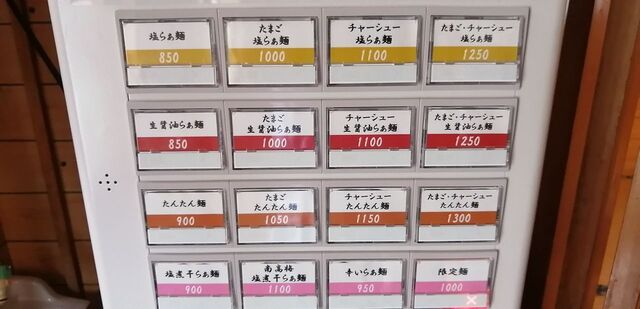 塩らぁ麺
850
たまご
塩らぁ麺
1000
チャーシュー
塩らぁ麺
1100
たまご・チャーシュー
塩らぁ麺
1250
生醤油らぁ麺
850
たまご
生醤油らぁ麺
1000
チャーシュー
生醤油らぁ麺
1100
たまご・チャーシュー
生醤油らぁ麺
1250
たんたん麺
900
たまご
たんたん麺
1050
チャーシュー
たんたん麺
1150
たまご・チャーシュー
たんたん麺
1300
塩煮干らぁ麺
900
南高梅
塩煮干らぁ麺
1100
辛いらぁ麺
950
限定麺
1000